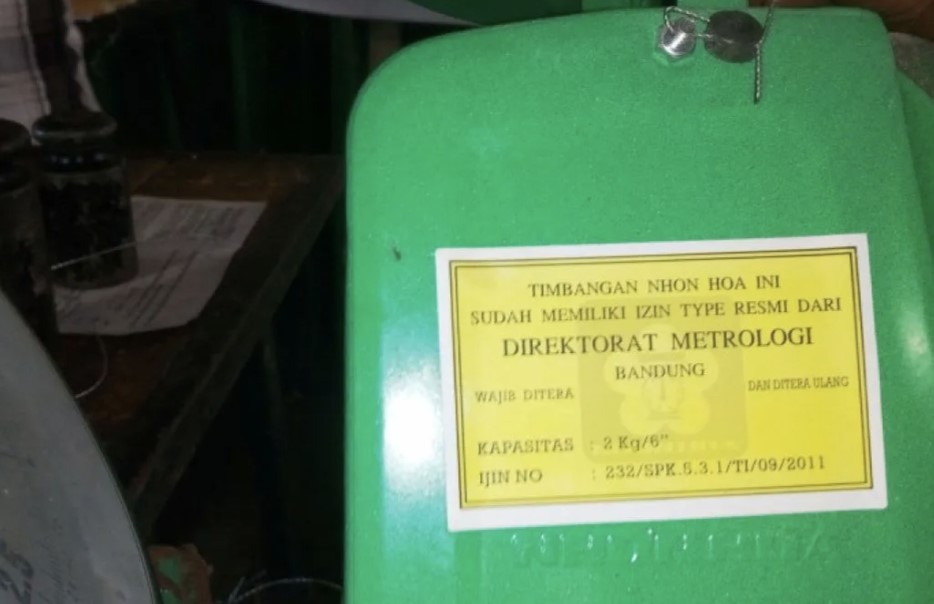 TIMBANGAN NHON HOA INI
SUDAH MEMILIKI IZIN TYPE RESMI DARI
DIREKTORAT METROLOGI
BANDUNG
WAJIB DITERA DAN DITERA ULANG
KAPASITAS : 2 Kg/6"
IJIN NO : 232/SPK.5.3.1/TI/09/2011